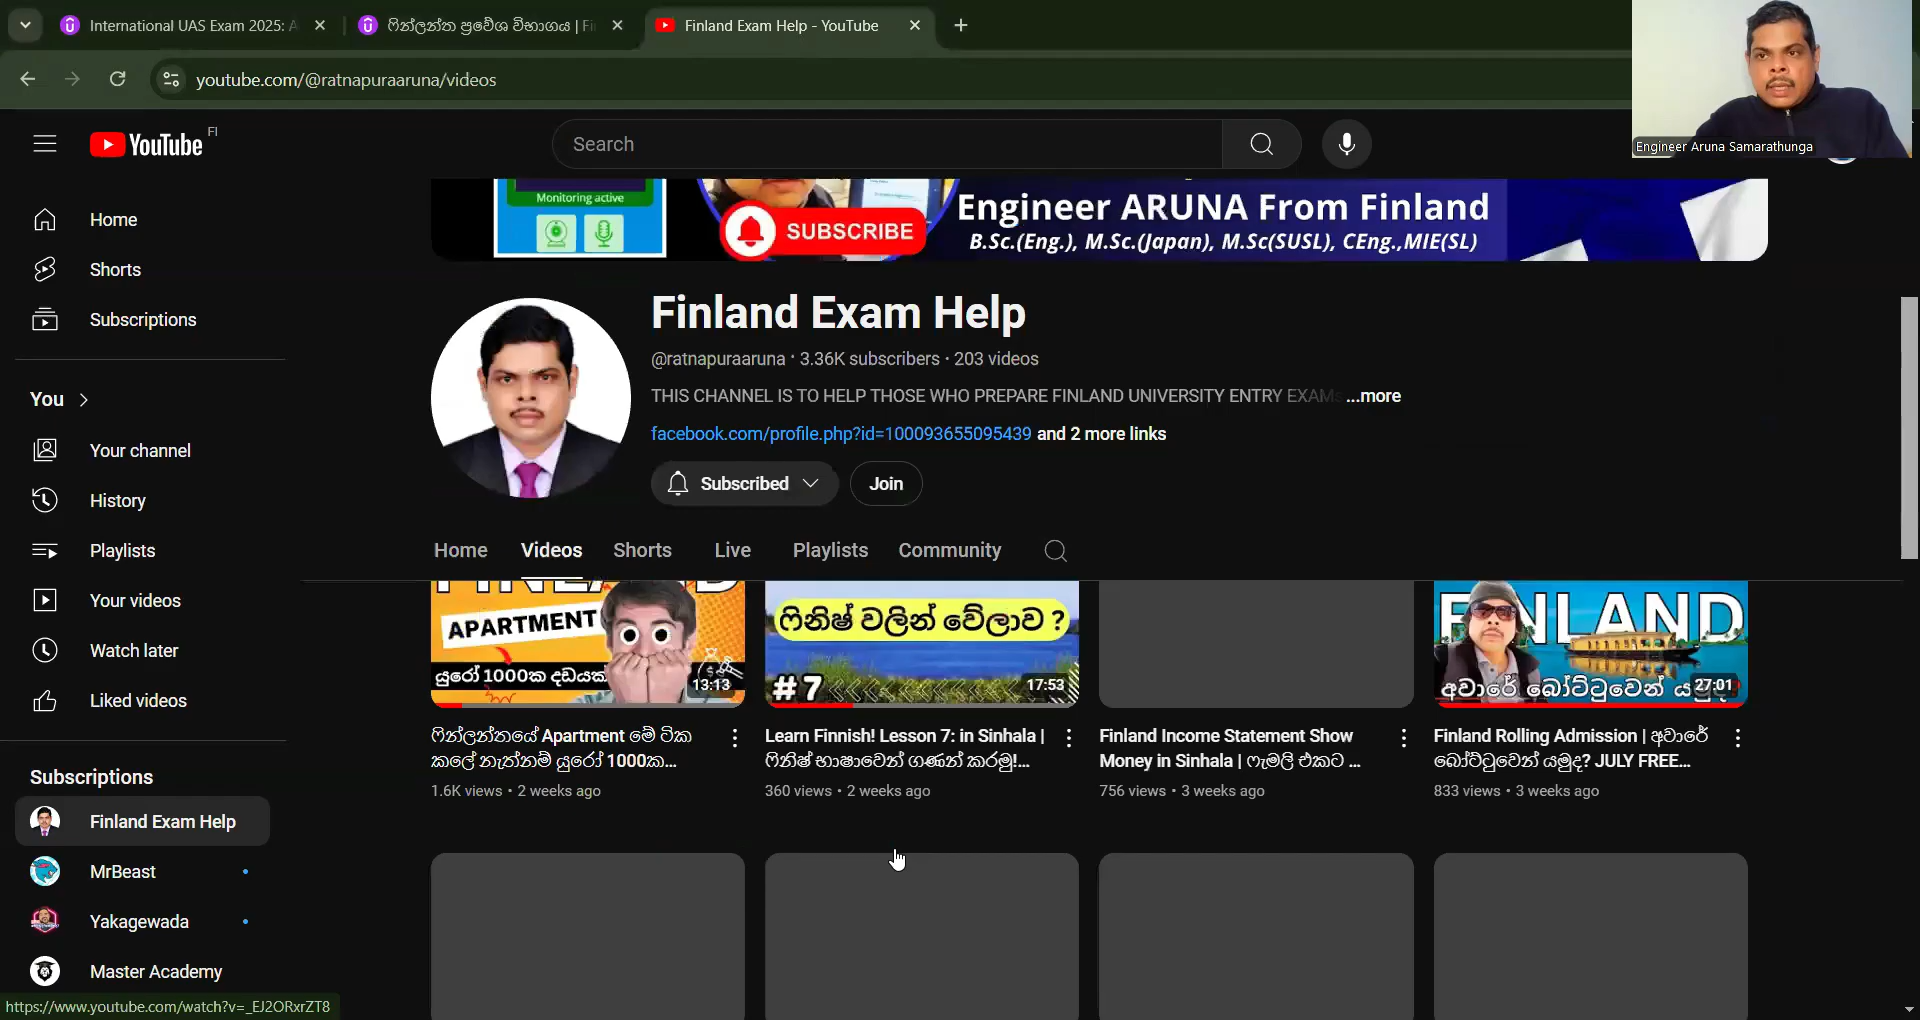 International UAS Exam 2025: A
ෆින්ලන්ත ප්‍රවේශ විභාගය | Fi
Finland Exam Help - YouTube
youtube.com/@ratnapuraaruna/videos
Engineer Aruna Samarathunga
YouTube FI
Search
Home
Shorts
Subscriptions
You
Your channel
History
Playlists
Your videos
Watch later
Liked videos
Subscriptions
Finland Exam Help
MrBeast
Yakagewada
Master Academy
Monitoring active
SUBSCRIBE
Engineer ARUNA From Finland
B.Sc.(Eng.), M.Sc.(Japan), M.Sc(SUSL), CEng.,MIE(SL)
Finland Exam Help
@ratnapuraaruna · 3.36K subscribers · 203 videos
THIS CHANNEL IS TO HELP THOSE WHO PREPARE FINLAND UNIVERSITY ENTRY EXAMS ...more
facebook.com/profile.php?id=100093655095439 and 2 more links
Subscribed
Join
Home Videos Shorts Live Playlists Community
APARTMENT
යුරෝ 1000ක දඩයක්
13:13
ෆින්ලන්තයේ Apartment මේ ටික
කලේ නැත්නම් යුරෝ 1000ක...
1.6K views • 2 weeks ago
ෆිනිෂ් වලින් වේලාව ?
#7
17:53
Learn Finnish! Lesson 7: in Sinhala |
ෆිනිෂ් භාෂාවෙන් ගණන් කරමු!...
360 views • 2 weeks ago
Finland Income Statement Show
Money in Sinhala | ෆැමලි එකට ...
756 views • 3 weeks ago
FINLAND
අවාරේ බෝට්ටුවෙන් යමුද
27:01
Finland Rolling Admission | අවාරේ
බෝට්ටුවෙන් යමුද? JULY FREE...
833 views • 3 weeks ago
https://www.youtube.com/watch?v=_EJ2ORxrZT8